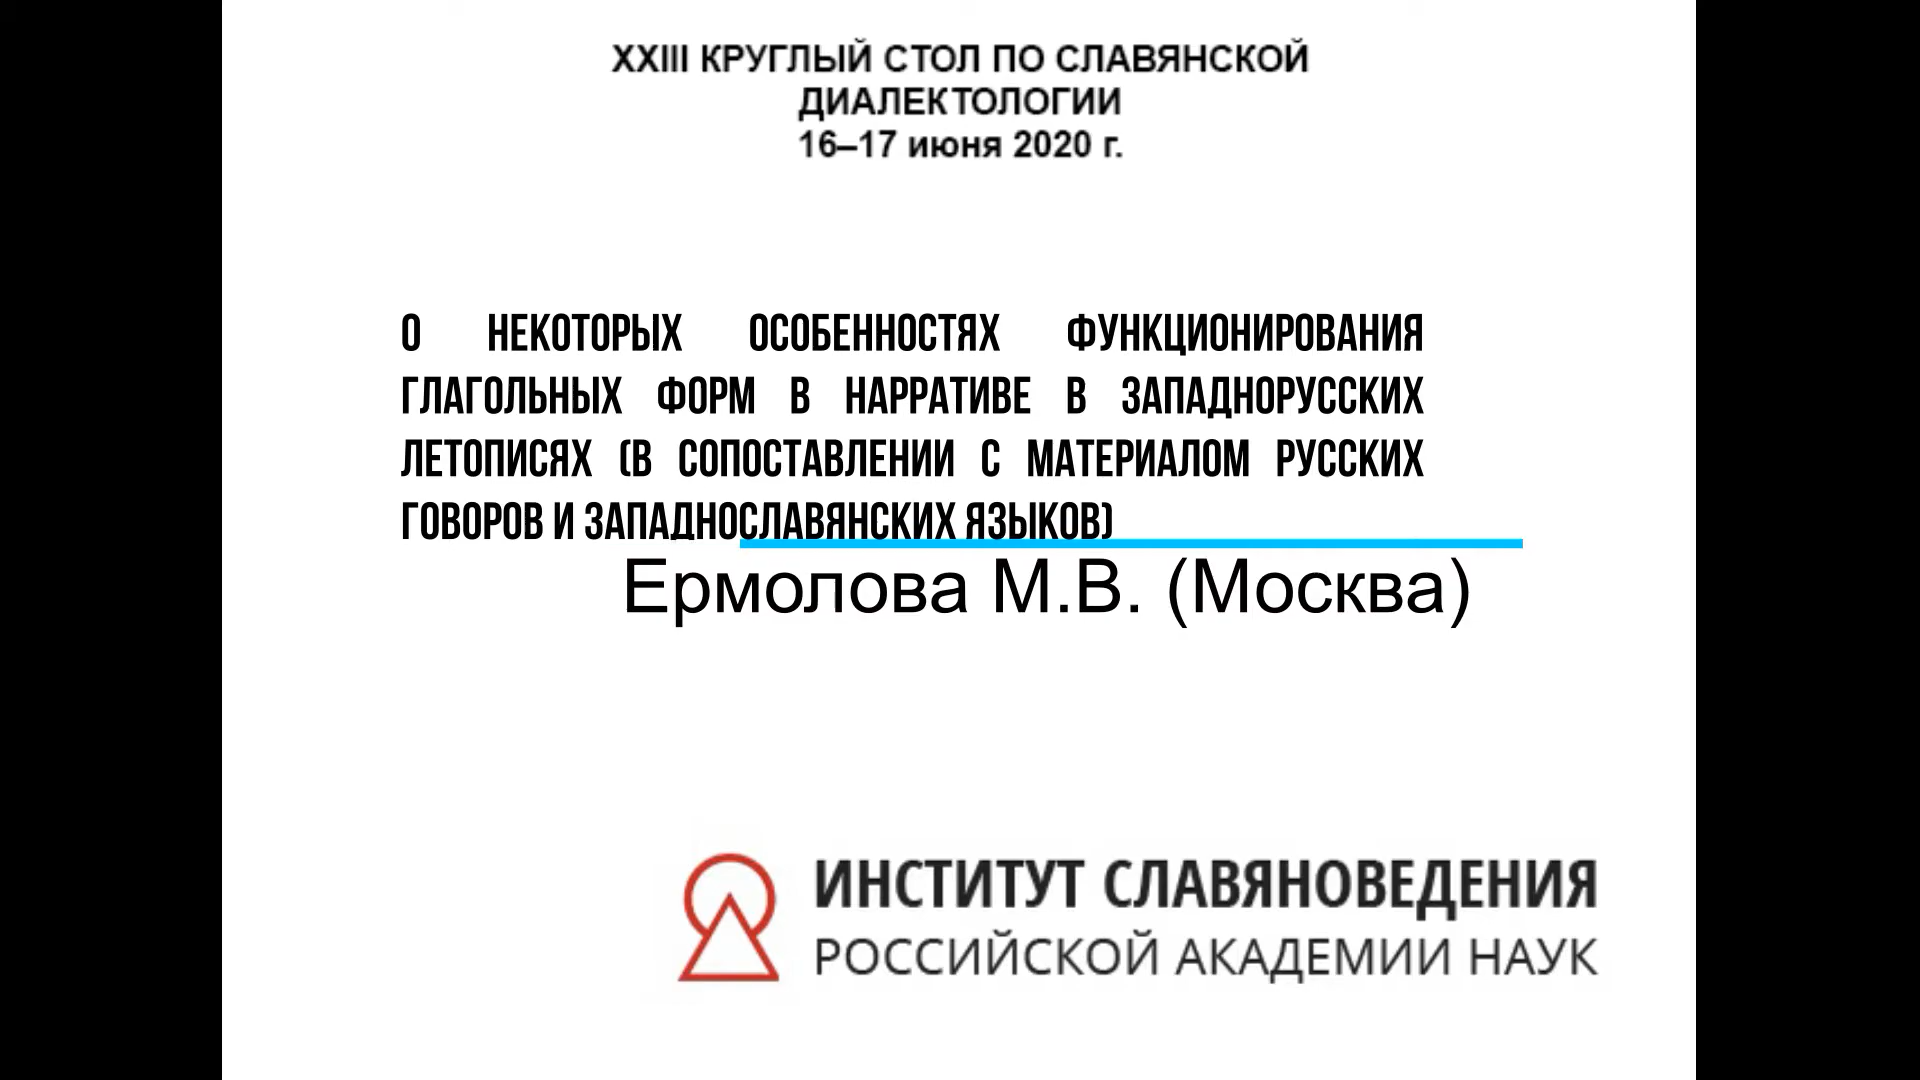 XXIII КРУГЛЫЙ СТОЛ ПО СЛАВЯНСКОЙ
ДИАЛЕКТОЛОГИИ
16–17 июня 2020 г.
О НЕКОТОРЫХ ОСОБЕННОСТЯХ ФУНКЦИОНИРОВАНИЯ
ГЛАГОЛЬНЫХ ФОРМ В НАРРАТИВЕ В ЗАПАДНОРУССКИХ
ЛЕТОПИСЯХ (В СОПОСТАВЛЕНИИ С МАТЕРИАЛОМ РУССКИХ
ГОВОРОВ И ЗАПАДНОСЛАВЯНСКИХ ЯЗЫКОВ)
Ермолова М.В. (Москва)
ИНСТИТУТ СЛАВЯНОВЕДЕНИЯ
РОССИЙСКОЙ АКАДЕМИИ НАУК